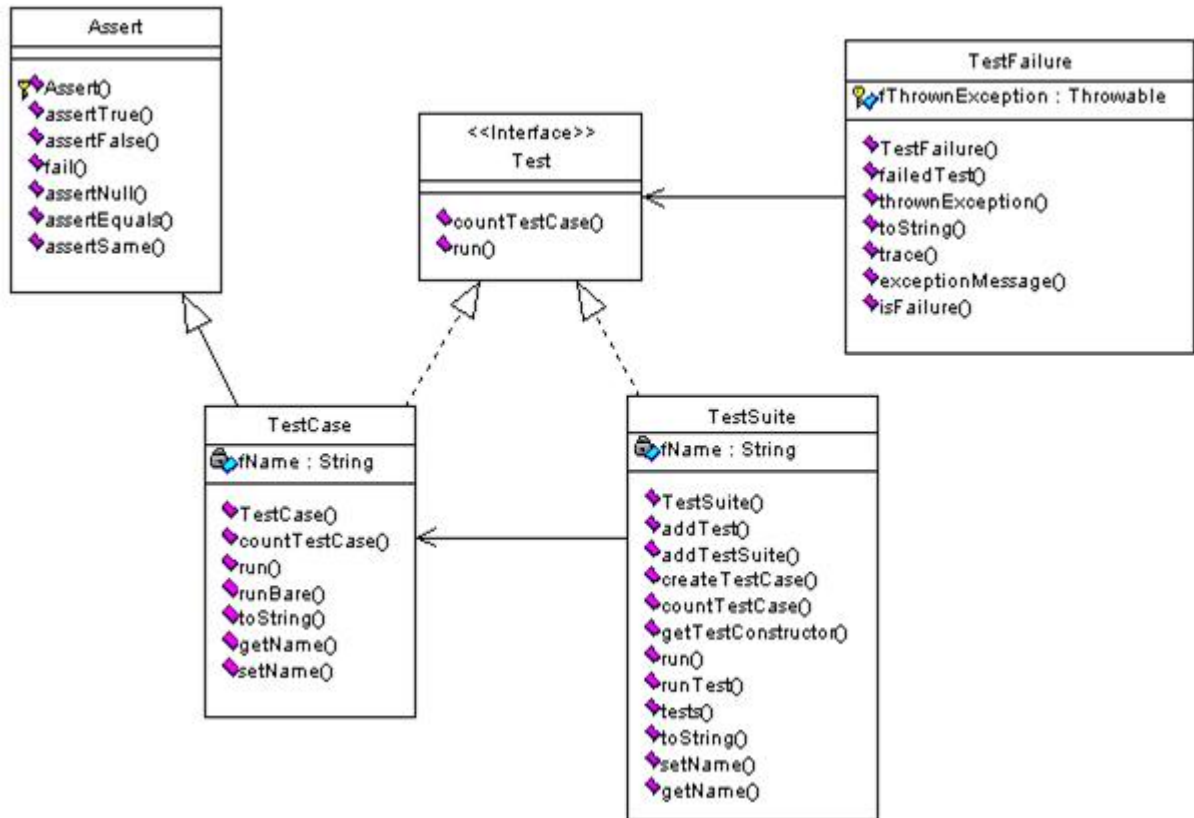 Assert
Assert()
assertTrue()
assertFalse()
fail()
assertNull()
assertEquals()
assertSame()
<<Interface>>
Test
countTestCase()
run()
TestFailure
fThrownException : Throwable
TestFailure()
failedTest()
thrownException()
toString()
trace()
exceptionMessage()
isFailure()
TestCase
fName : String
TestCase()
countTestCase()
run()
runBare()
toString()
getName()
setName()
TestSuite
fName : String
TestSuite()
addTest()
addTestSuite()
createTestCase()
countTestCase()
getTestConstructor()
run()
runTest()
tests()
toString()
setName()
getName()